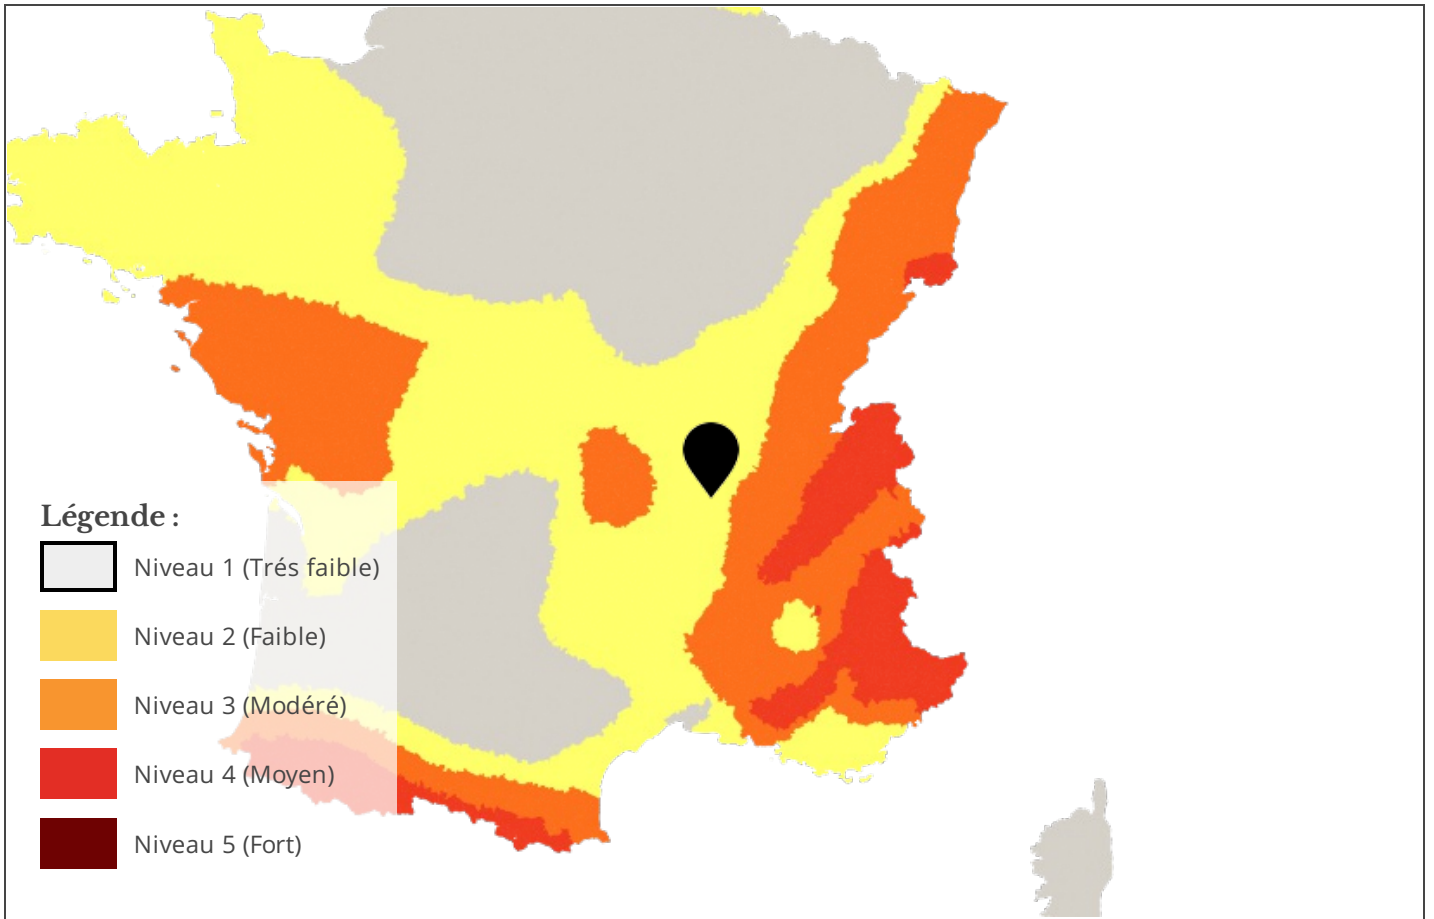 Légende :
Niveau 1 (Trés faible)
Niveau 2 (Faible)
Niveau 3 (Modéré)
Niveau 4 (Moyen)
Niveau 5 (Fort)